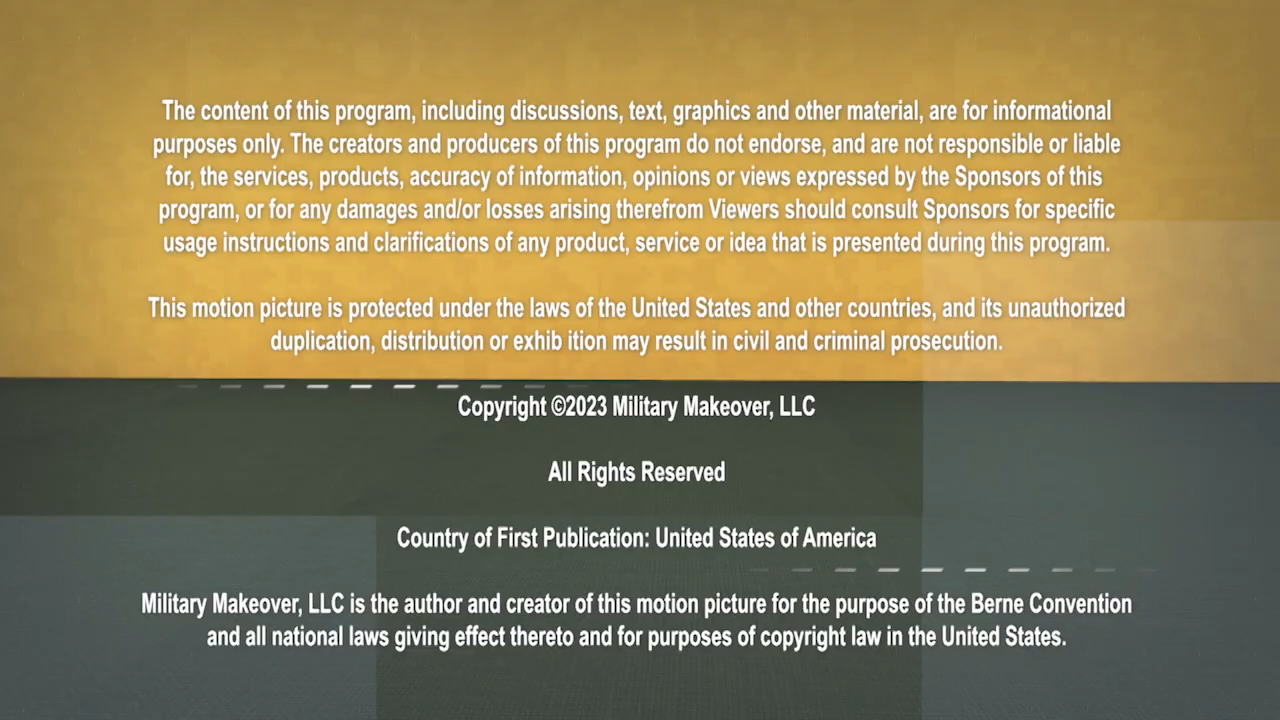 The content of this program, including discussions, text, graphics and other material, are for informational
purposes only. The creators and producers of this program do not endorse, and are not responsible or liable
for, the services, products, accuracy of information, opinions or views expressed by the Sponsors of this
program, or for any damages and/or losses arising therefrom Viewers should consult Sponsors for specific
usage instructions and clarifications of any product, service or idea that is presented during this program.
This motion picture is protected under the laws of the United States and other countries, and its unauthorized
duplication, distribution or exhib ition may result in civil and criminal prosecution.
Copyright ©2023 Military Makeover, LLC
All Rights Reserved
Country of First Publication: United States of America
Military Makeover, LLC is the author and creator of this motion picture for the purpose of the Berne Convention
and all national laws giving effect thereto and for purposes of copyright law in the United States.